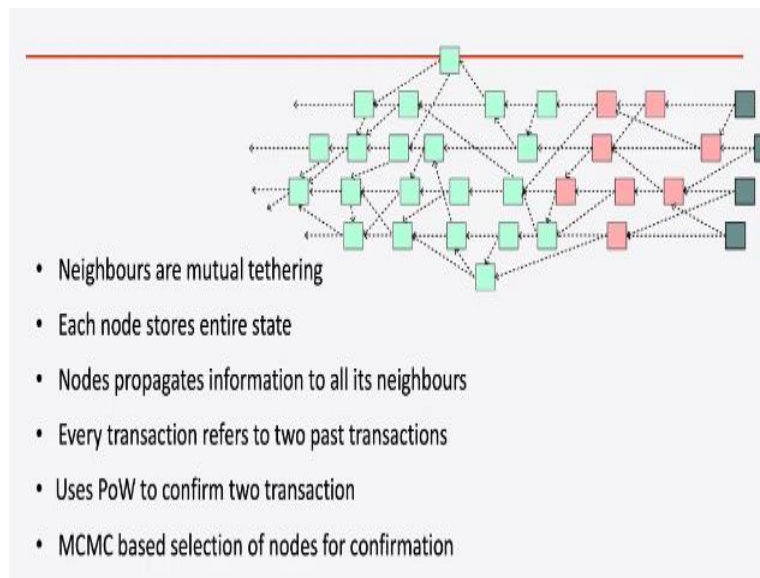 • Neighbours are mutual tethering
• Each node stores entire state
• Nodes propagates information to all its neighbours
• Every transaction refers to two past transactions
• Uses PoW to confirm two transaction
• MCMC based selection of nodes for confirmation